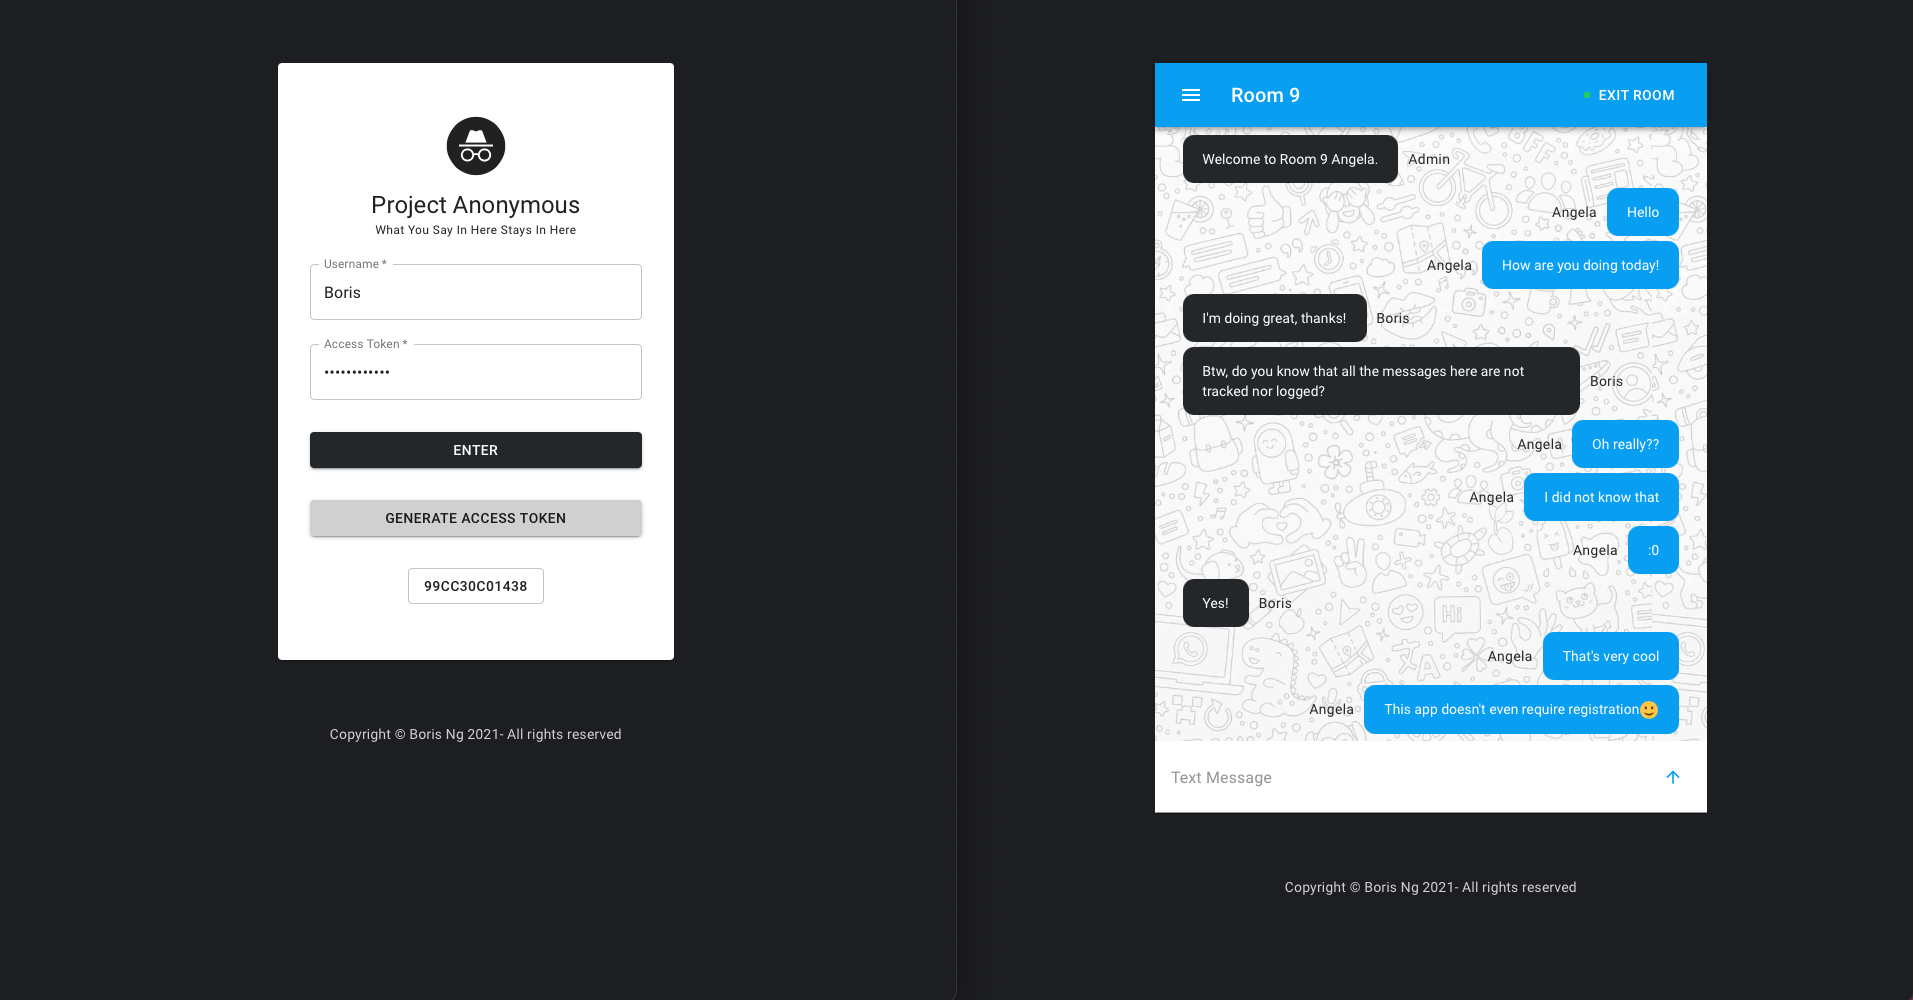 Project Anonymous
What You Say In Here Stays In Here
Username *
Boris
Access Token *
••••••••••••
ENTER
GENERATE ACCESS TOKEN
99CC30C01438
Copyright © Boris Ng 2021- All rights reserved
Room 9
EXIT ROOM
Welcome to Room 9 Angela.
Admin
Angela
Hello
Angela
How are you doing today!
I'm doing great, thanks!
Boris
Btw, do you know that all the messages here are not
tracked nor logged?
Boris
Angela
Oh really??
Angela
I did not know that
Angela
:0
Yes!
Boris
Angela
That's very cool
Angela
This app doesn't even require registration🙂
Text Message
Copyright © Boris Ng 2021- All rights reserved